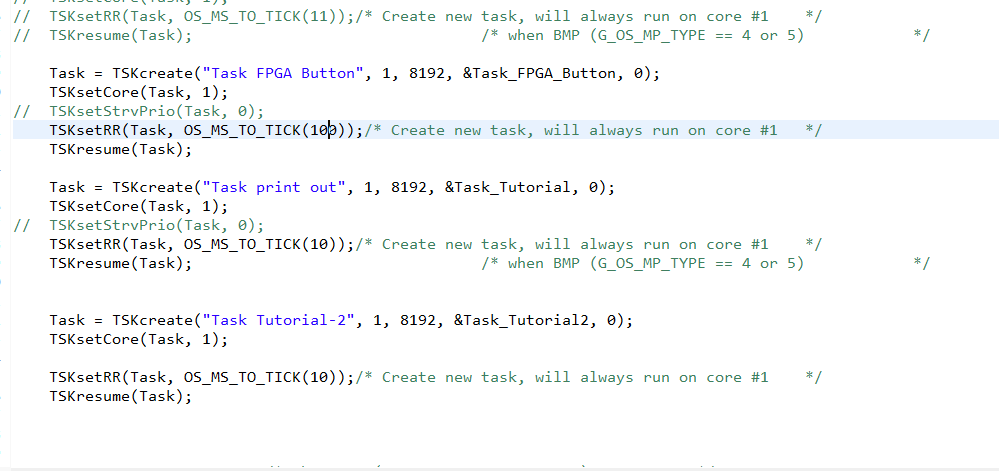 //  TSKsetRR(Task, OS_MS_TO_TICK(11));/* Create new task, will always run on core #1    */
//  TSKresume(Task);                                /* when BMP (G_OS_MP_TYPE == 4 or 5)            */
    Task = TSKcreate("Task FPGA Button", 1, 8192, &Task_FPGA_Button, 0);
    TSKsetCore(Task, 1);
//  TSKsetStrvPrio(Task, 0);
    TSKsetRR(Task, OS_MS_TO_TICK(100));/* Create new task, will always run on core #1   */
    TSKresume(Task);
    Task = TSKcreate("Task print out", 1, 8192, &Task_Tutorial, 0);
    TSKsetCore(Task, 1);
//  TSKsetStrvPrio(Task, 0);
    TSKsetRR(Task, OS_MS_TO_TICK(10));/* Create new task, will always run on core #1    */
    TSKresume(Task);                                /* when BMP (G_OS_MP_TYPE == 4 or 5)            */
    Task = TSKcreate("Task Tutorial-2", 1, 8192, &Task_Tutorial2, 0);
    TSKsetCore(Task, 1);
    TSKsetRR(Task, OS_MS_TO_TICK(10));/* Create new task, will always run on core #1    */
    TSKresume(Task);